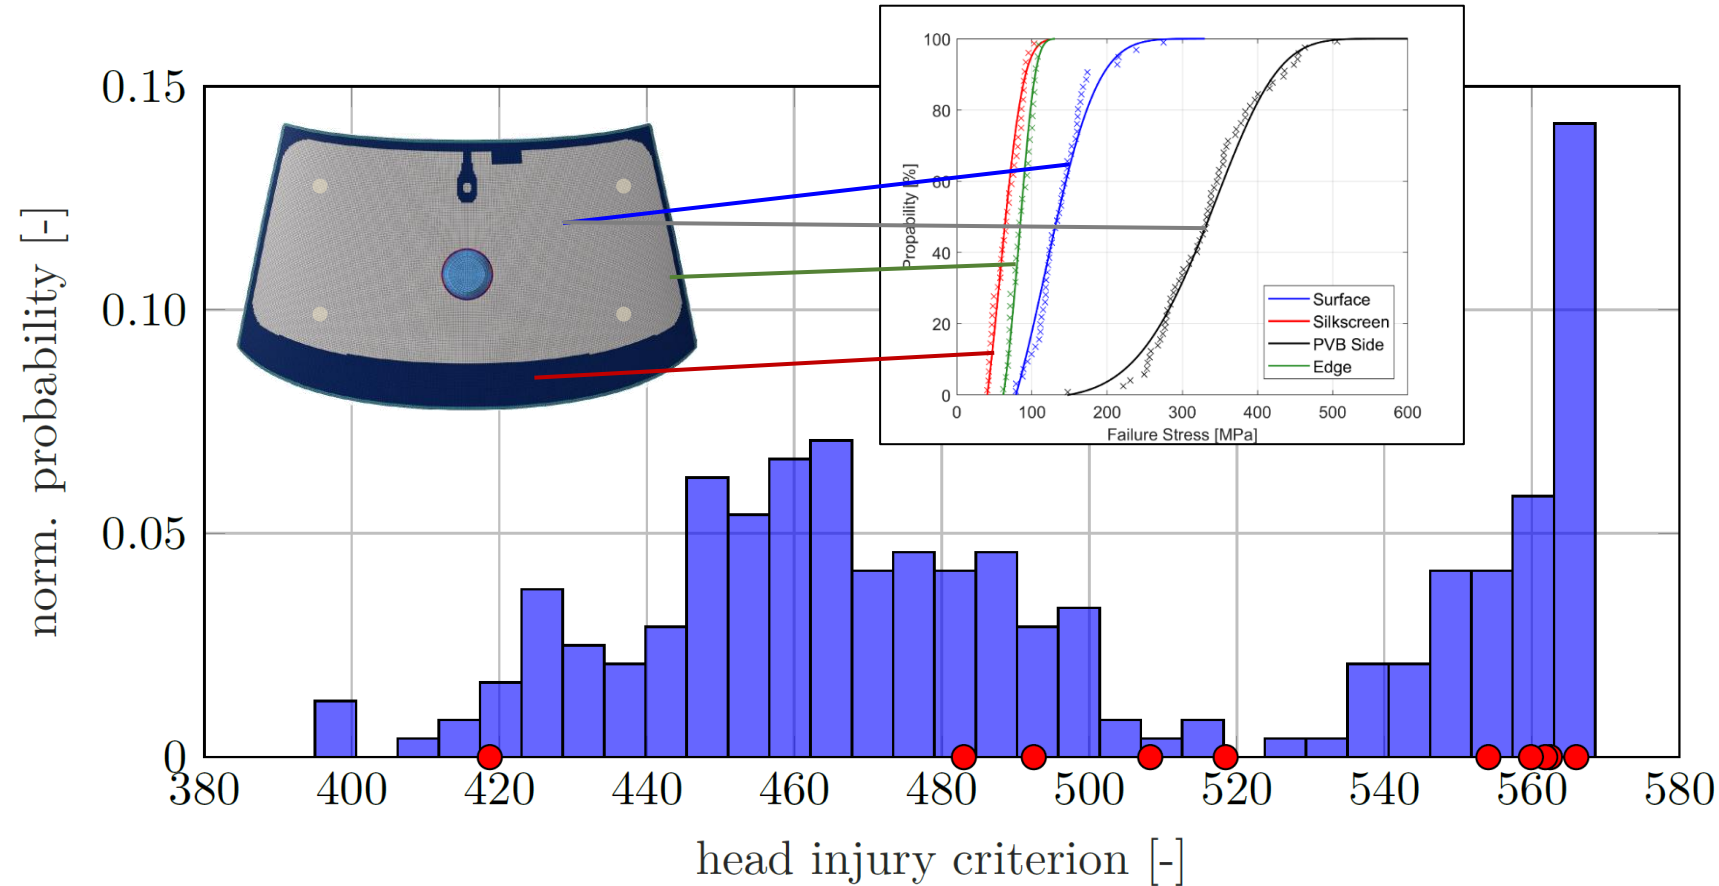 norm. probability [-]
0.15
0.10
0.05
0
380 400 420 440 460 480 500 520 540 560 580
head injury criterion [-]
Propability [%]
100
80
60
40
20
0
0 100 200 300 400 500 600
Failure Stress [MPa]
Surface
Silkscreen
PVB Side
Edge